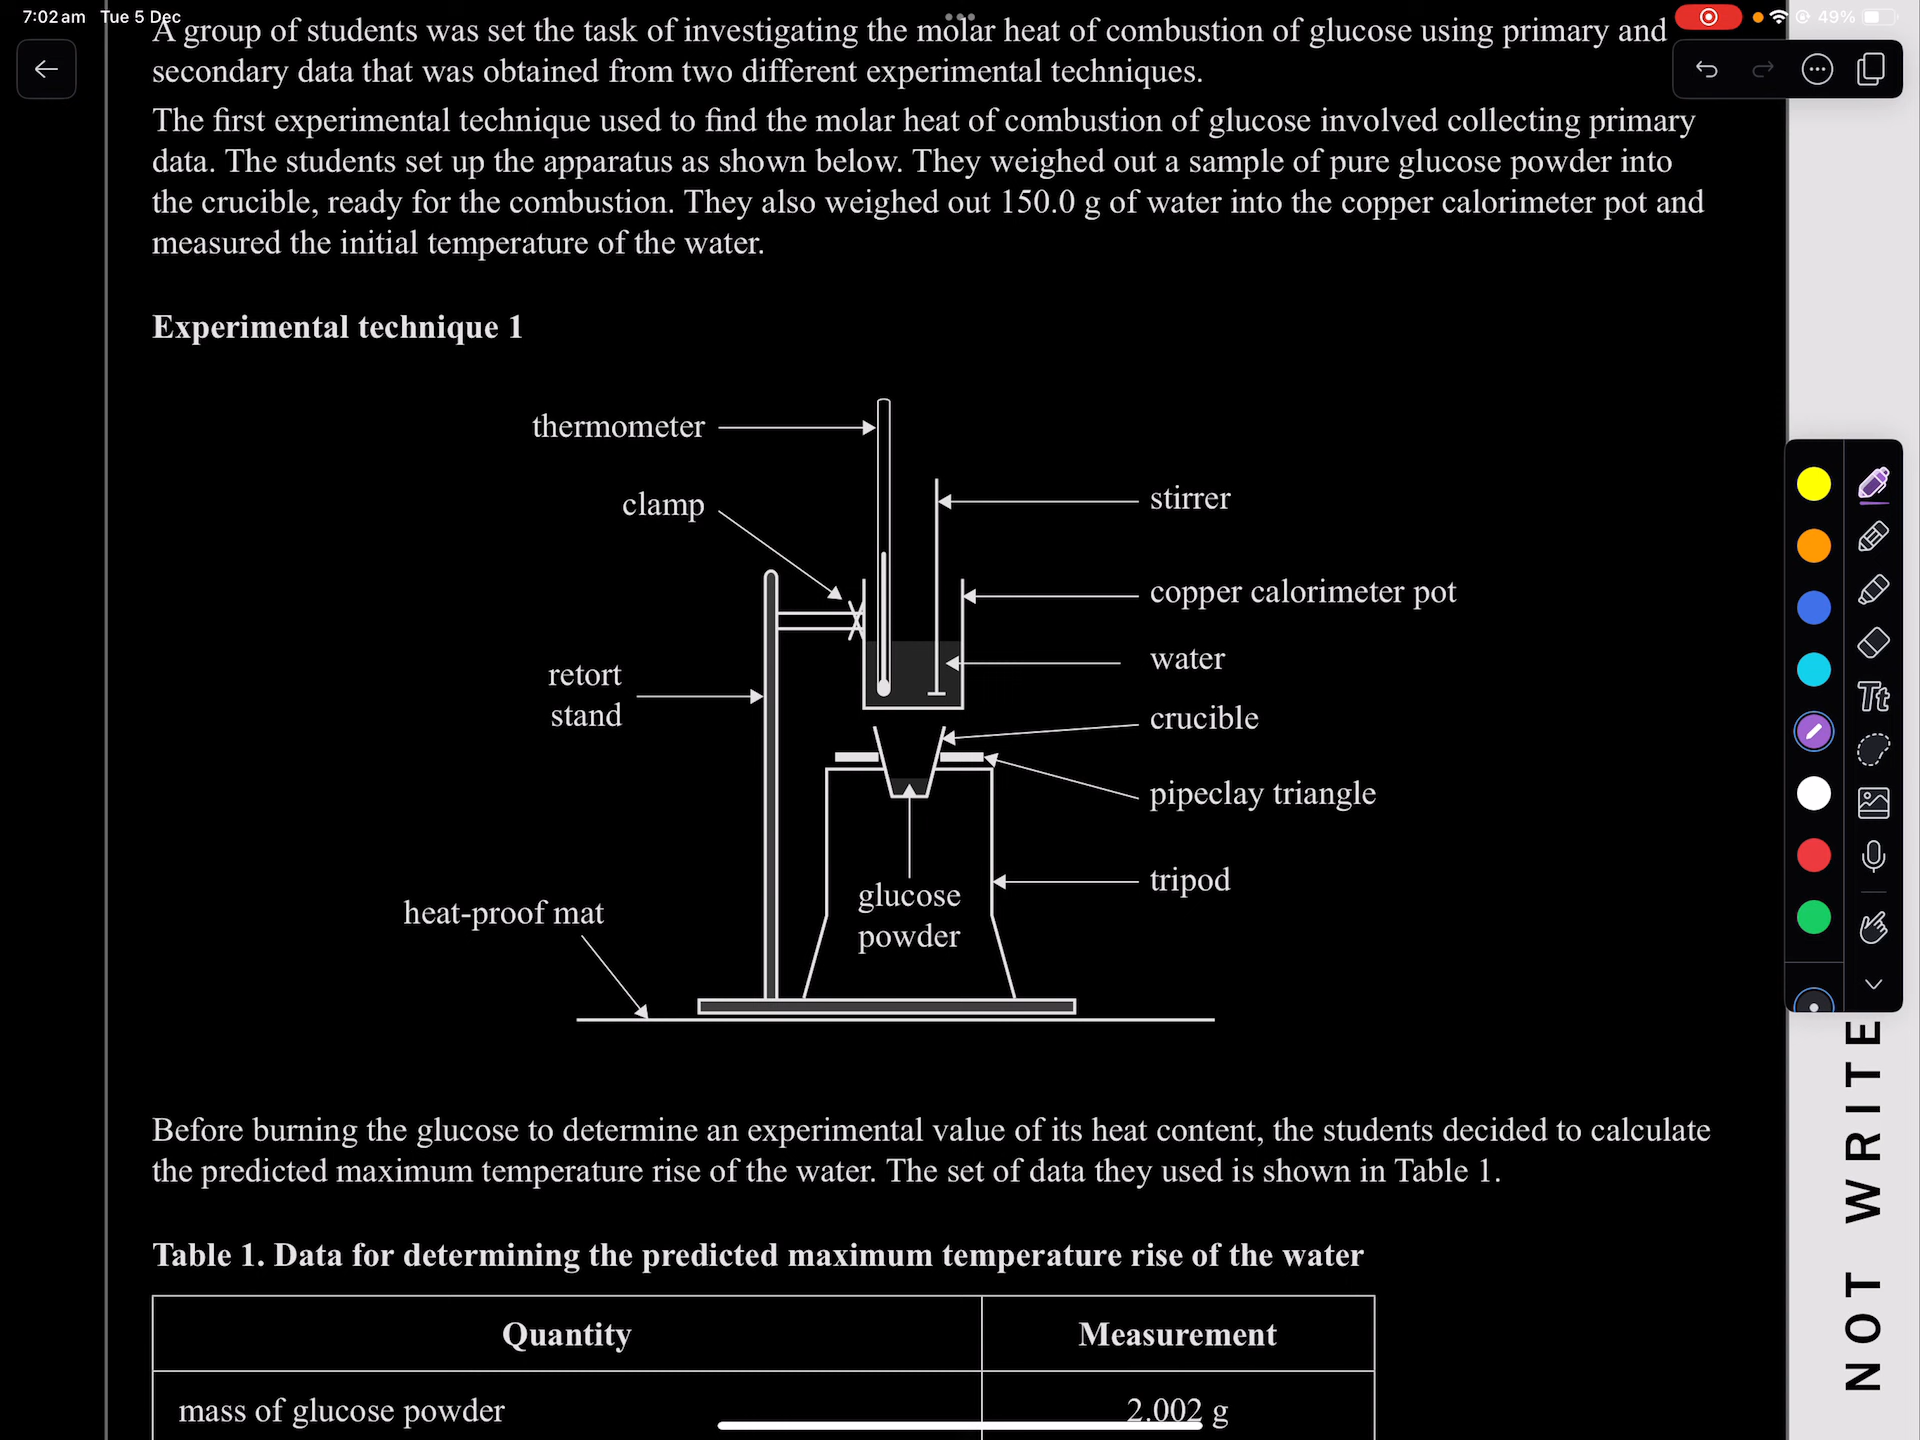 7:02 am Tue 5 Dec
49%
A group of students was set the task of investigating the molar heat of combustion of glucose using primary and
secondary data that was obtained from two different experimental techniques.
The first experimental technique used to find the molar heat of combustion of glucose involved collecting primary
data. The students set up the apparatus as shown below. They weighed out a sample of pure glucose powder into
the crucible, ready for the combustion. They also weighed out 150.0 g of water into the copper calorimeter pot and
measured the initial temperature of the water.
Experimental technique 1
thermometer
clamp
stirrer
copper calorimeter pot
water
retort
stand
crucible
pipeclay triangle
tripod
glucose
powder
heat-proof mat
Before burning the glucose to determine an experimental value of its heat content, the students decided to calculate
the predicted maximum temperature rise of the water. The set of data they used is shown in Table 1.
Table 1. Data for determining the predicted maximum temperature rise of the water
Quantity Measurement
mass of glucose powder 2.002 g
Tt
NOT WRITE